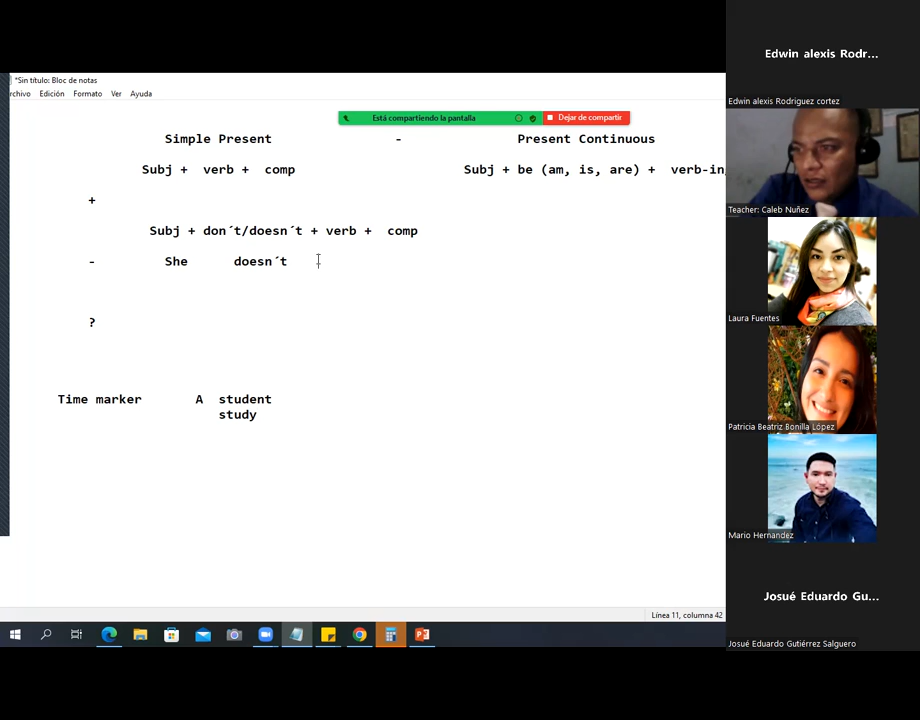 *Sin título: Bloc de notas
rchivo Edición Formato Ver Ayuda
Está compartiendo la pantalla Dejar de compartir
Simple Present - Present Continuous
Subj + verb + comp Subj + be (am, is, are) + verb-in
+
Subj + don´t/doesn´t + verb + comp
- She doesn´t
?
Time marker A student
study
Línea 11, columna 42
Edwin alexis Rodr...
Edwin alexis Rodriguez cortez
Teacher: Caleb Nuñez
Laura Fuentes
Patricia Beatriz Bonilla López
Mario Hernandez
Josué Eduardo Gu...
Josué Eduardo Gutiérrez Salguero